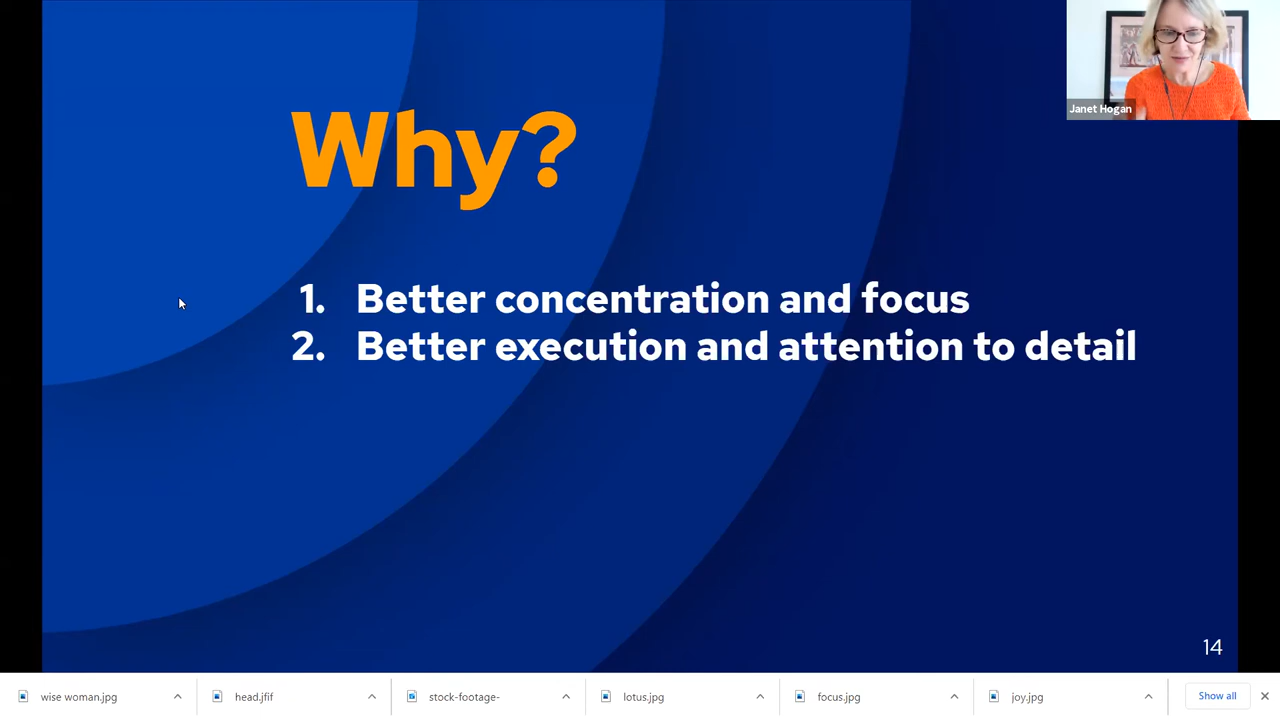 Janet Hogan
Why?
1. Better concentration and focus
2. Better execution and attention to detail
14
wise woman.jpg
head.jfif
stock-footage-
lotus.jpg
focus.jpg
joy.jpg
Show all